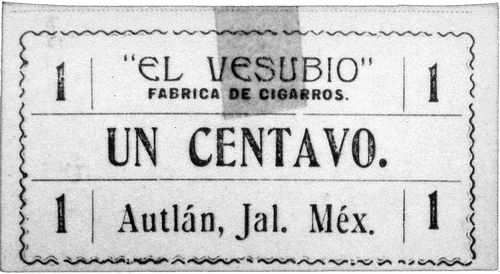 1 "EL VESUBIO" 1
FABRICA DE CIGARROS.
UN CENTAVO.
1 Autlán, Jal. Méx. 1